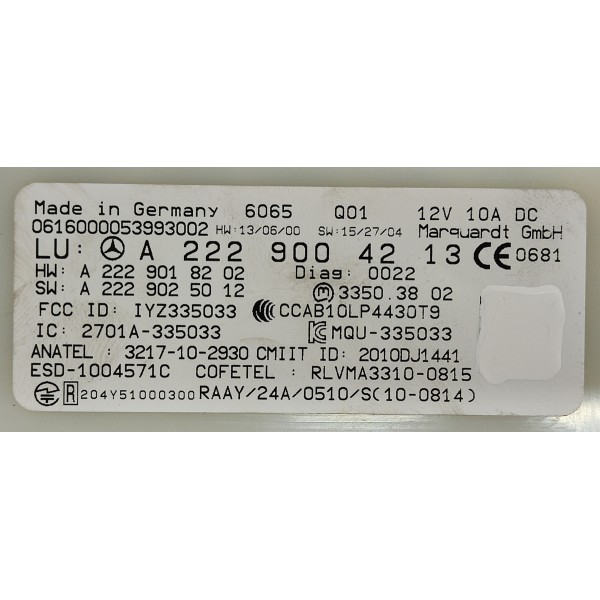 Made in Germany 6065 Q01 12V 10A DC
0616000053993002 HW:13/06/00 SW:15/27/04 Marquardt GmbH
LU: A 222 900 42 13 CE 0681
HW: A 222 901 82 02 Diag: 0022
SW: A 222 902 50 12 M 3350.38 02
FCC ID: IYZ335033 CCAB10LP4430T9
IC: 2701A-335033 MQU-335033
ANATEL : 3217-10-2930 CMIIT ID: 2010DJ1441
ESD-1004571C COFETEL : RLVMA3310-0815
R 204Y51000300 RAAY/24A/0510/S(10-0814)